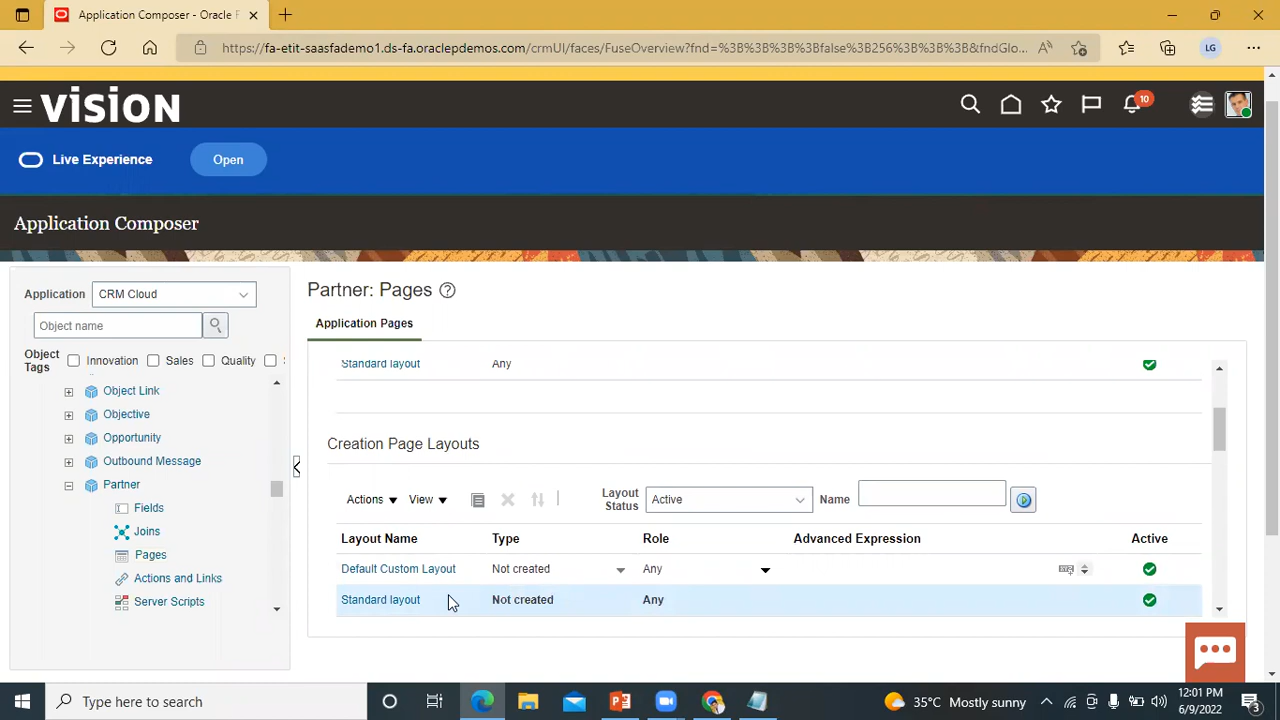 Application Composer - Oracle F
https://fa-etit-saasfademo1.ds-fa.oraclepdemos.com/crmUI/faces/FuseOverview?fnd=%3B%3B%3B%3Bfalse%3B256%3B%3B%3B&fndGlo...
LG
VISION
10
Live Experience
Open
Application Composer
Application
CRM Cloud
Object name
Object Tags
Innovation
Sales
Quality
Object Link
Objective
Opportunity
Outbound Message
Partner
Fields
Joins
Pages
Actions and Links
Server Scripts
Partner: Pages
Application Pages
Standard layout Any
Creation Page Layouts
Actions View Layout Status Active Name
Layout Name Type Role Advanced Expression Active
Default Custom Layout Not created Any
Standard layout Not created Any
Type here to search
35°C Mostly sunny
12:01 PM
6/9/2022
3